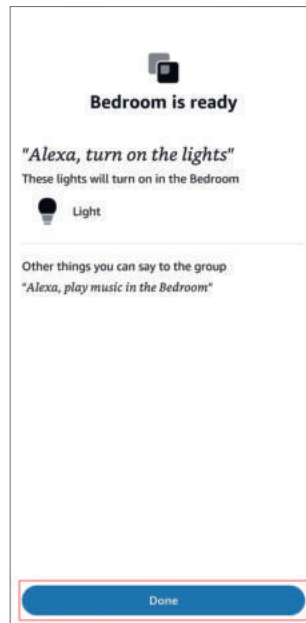 Bedroom is ready
"Alexa, turn on the lights"
These lights will turn on in the Bedroom
Light
Other things you can say to the group
"Alexa, play music in the Bedroom"
Done